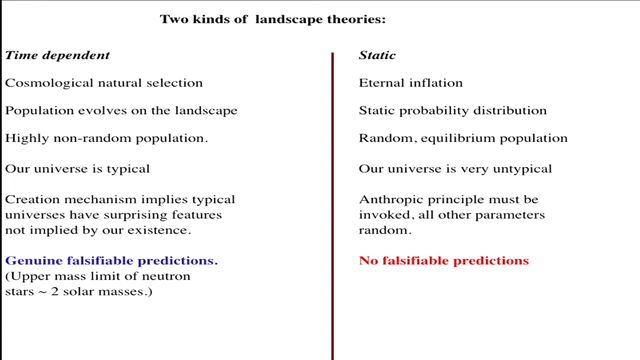 Two kinds of landscape theories:
Time dependent
Cosmological natural selection
Population evolves on the landscape
Highly non-random population.
Our universe is typical
Creation mechanism implies typical
universes have surprising features
not implied by our existence.
Genuine falsifiable predictions.
(Upper mass limit of neutron
stars ~ 2 solar masses.)
Static
Eternal inflation
Static probability distribution
Random, equilibrium population
Our universe is very untypical
Anthropic principle must be
invoked, all other parameters
random.
No falsifiable predictions